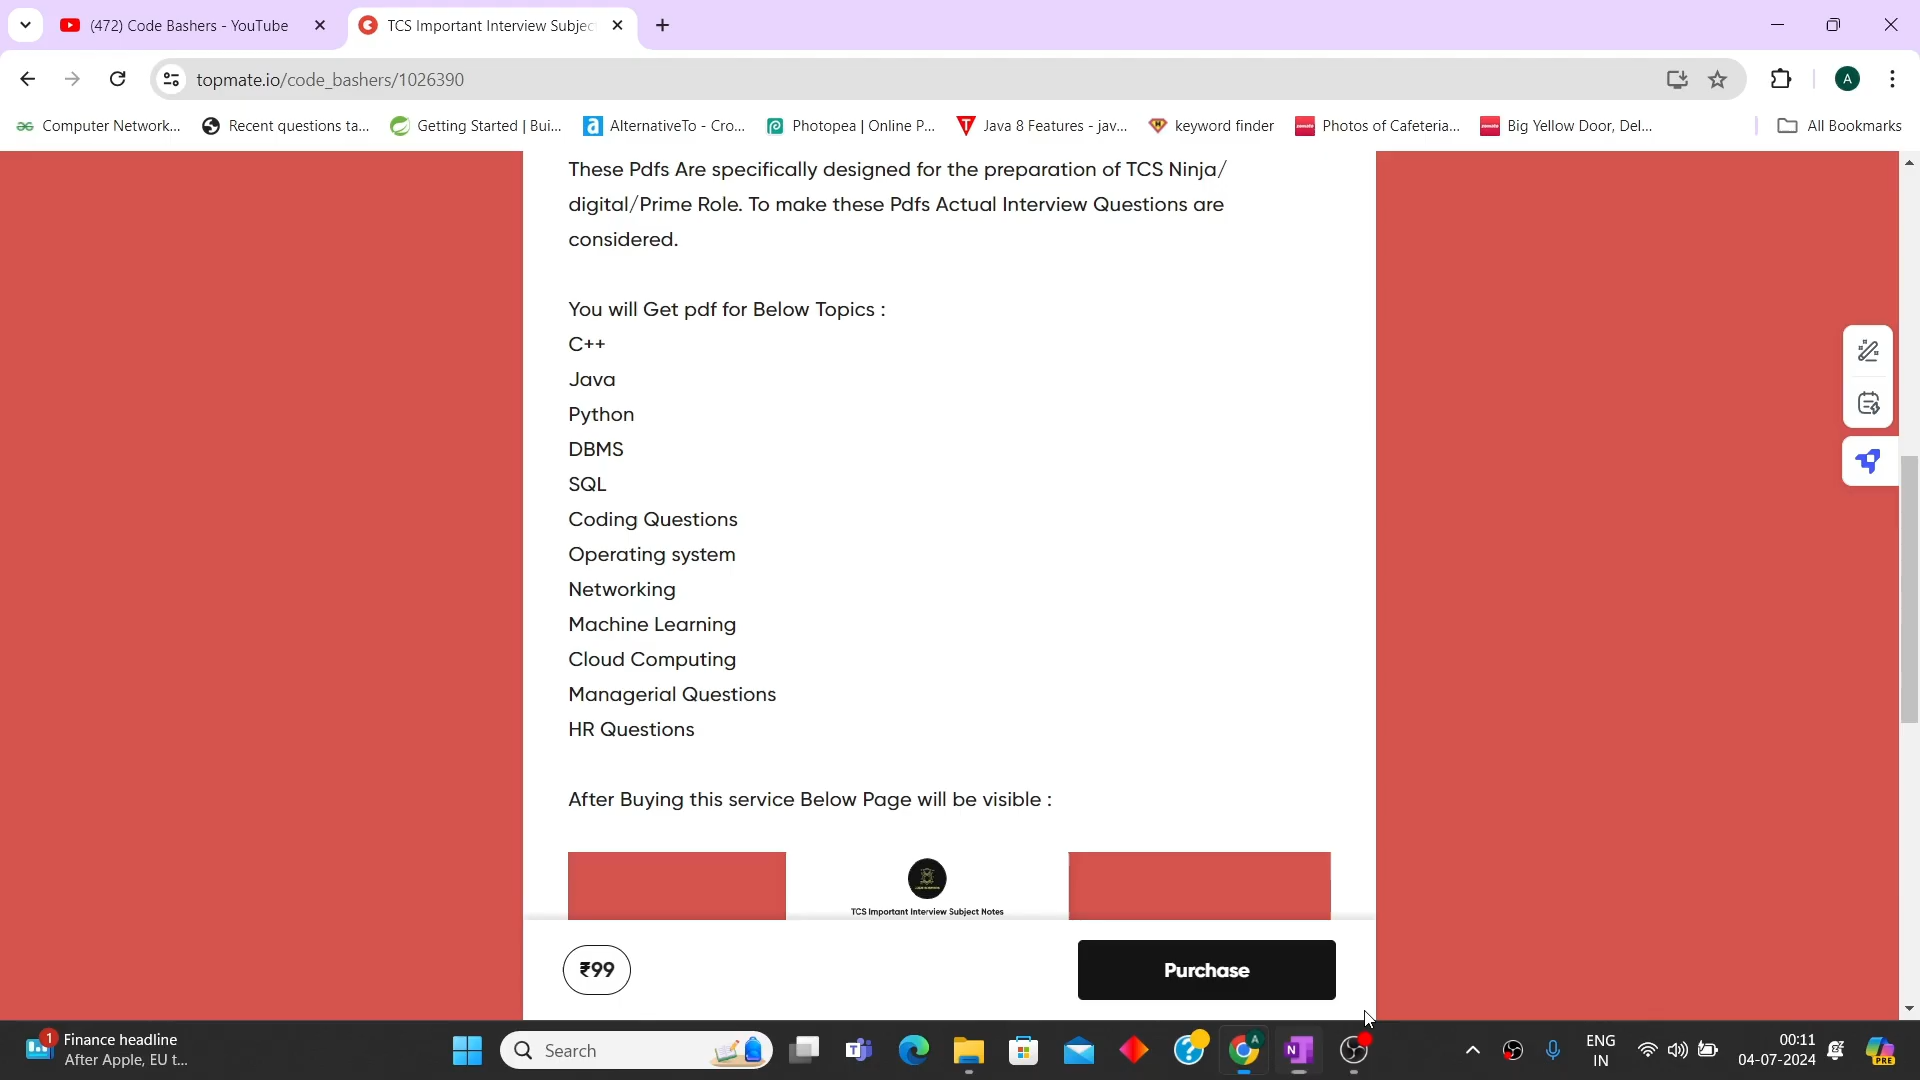 (472) Code Bashers - YouTube
TCS Important Interview Subjec
topmate.io/code_bashers/1026390
A
Computer Network...
Recent questions ta...
Getting Started | Bui...
AlternativeTo - Cro...
Photopea | Online P...
Java 8 Features - jav...
keyword finder
Photos of Cafeteria...
Big Yellow Door, Del...
All Bookmarks
These Pdfs Are specifically designed for the preparation of TCS Ninja/
digital/Prime Role. To make these Pdfs Actual Interview Questions are
considered.
You will Get pdf for Below Topics :
C++
Java
Python
DBMS
SQL
Coding Questions
Operating system
Networking
Machine Learning
Cloud Computing
Managerial Questions
HR Questions
After Buying this service Below Page will be visible :
TCS Important Interview Subject Notes
₹99
Purchase
1
Finance headline
After Apple, EU t...
Search
ENG
IN
00:11
04-07-2024
PRE